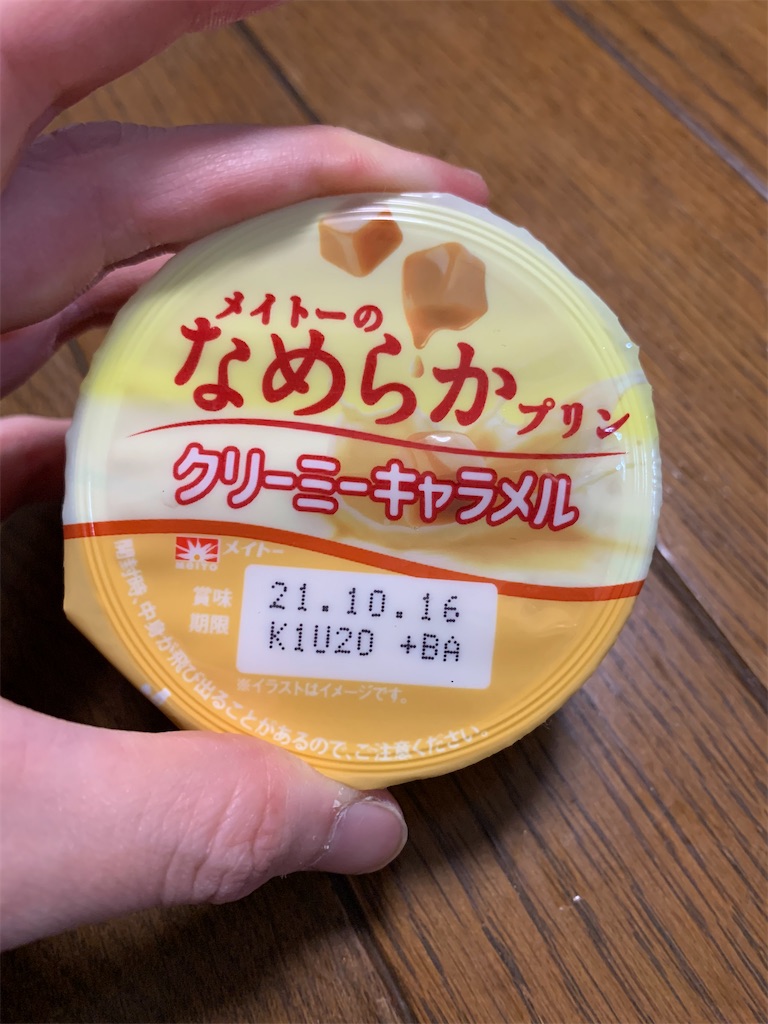 メイトーの
なめらかプリン
クリーミーキャラメル
MEITO
メイトー
賞味
期限
21.10.16
K1U20 +BA
※イラストはイメージです。
開封時、中身が飛び出ることがあるので、ご注意ください。